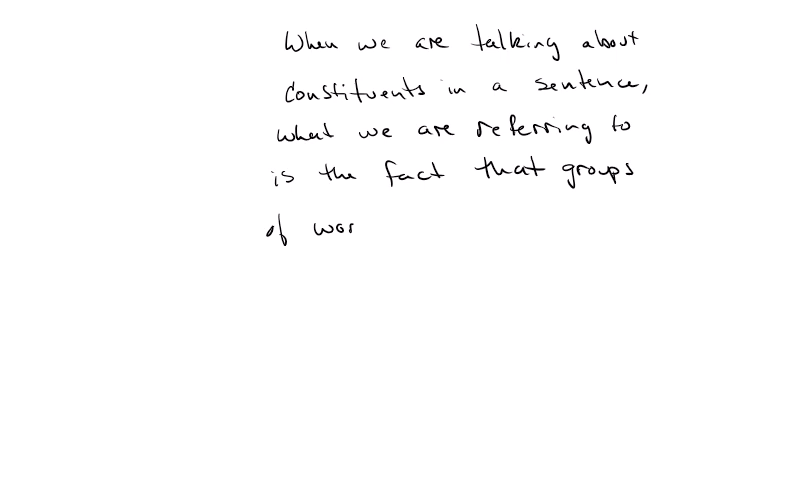 When we are talking about
constituents in a sentence,
what we are referring to
is the fact that groups
of wor